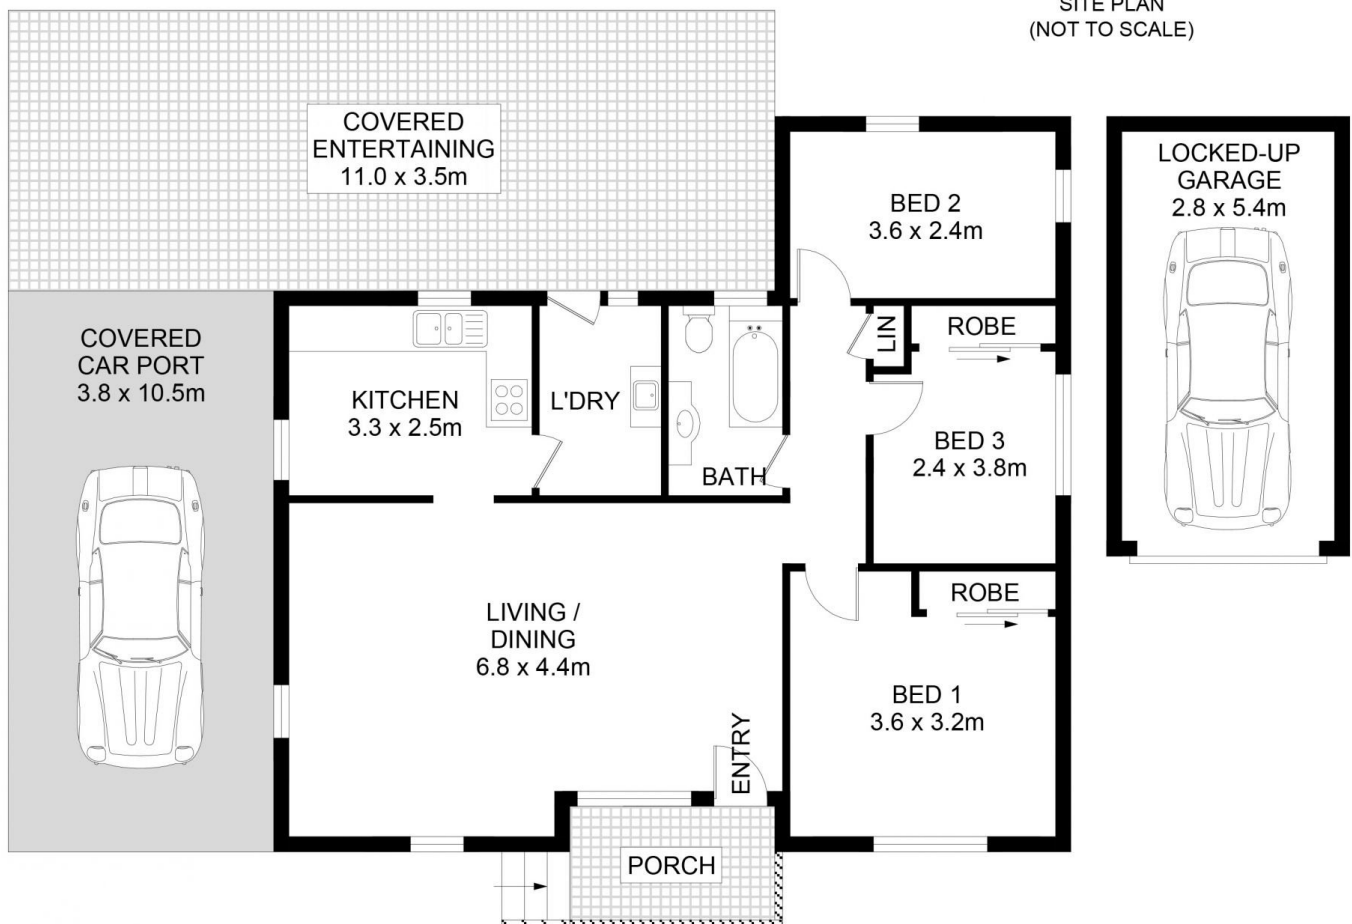 SITE PLAN
(NOT TO SCALE)
COVERED
ENTERTAINING
11.0 x 3.5m
LOCKED-UP
GARAGE
2.8 x 5.4m
BED 2
3.6 x 2.4m
COVERED
CAR PORT
3.8 x 10.5m
KITCHEN
3.3 x 2.5m
L'DRY
BATH
LIN
ROBE
BED 3
2.4 x 3.8m
LIVING /
DINING
6.8 x 4.4m
ENTRY
ROBE
BED 1
3.6 x 3.2m
PORCH